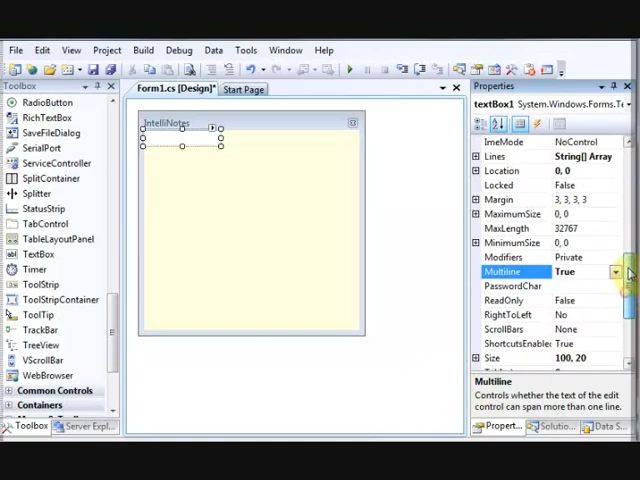 File Edit View Project Build Debug Data Tools Window Help
Toolbox
RadioButton
RichTextBox
SaveFileDialog
SerialPort
ServiceController
SplitContainer
Splitter
StatusStrip
TabControl
TableLayoutPanel
TextBox
Timer
ToolStrip
ToolStripContainer
ToolTip
TrackBar
TreeView
VScrollBar
WebBrowser
Common Controls
Containers
Toolbox Server Expl...
Form1.cs [Design]* Start Page
IntelliNotes
Properties
textBox1 System.Windows.Forms.Te
ImeMode NoControl
Lines String[] Array
Location 0, 0
Locked False
Margin 3, 3, 3, 3
MaximumSize 0, 0
MaxLength 32767
MinimumSize 0, 0
Modifiers Private
Multiline True
PasswordChar
ReadOnly False
RightToLeft No
ScrollBars None
ShortcutsEnabled True
Size 100, 20
Multiline
Controls whether the text of the edit
control can span more than one line.
Propert... Solutio... Data S